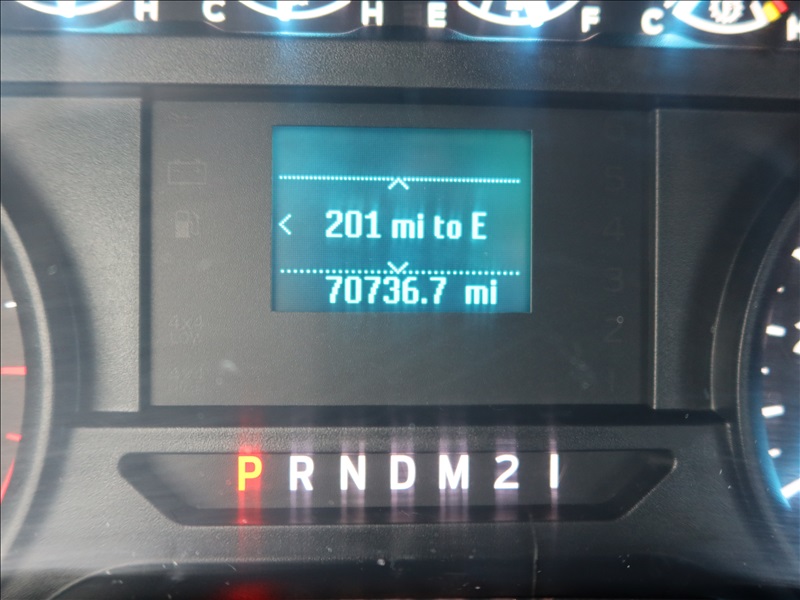 H C H E F C H
201 mi to E
70736.7 mi
P R N D M 2 1